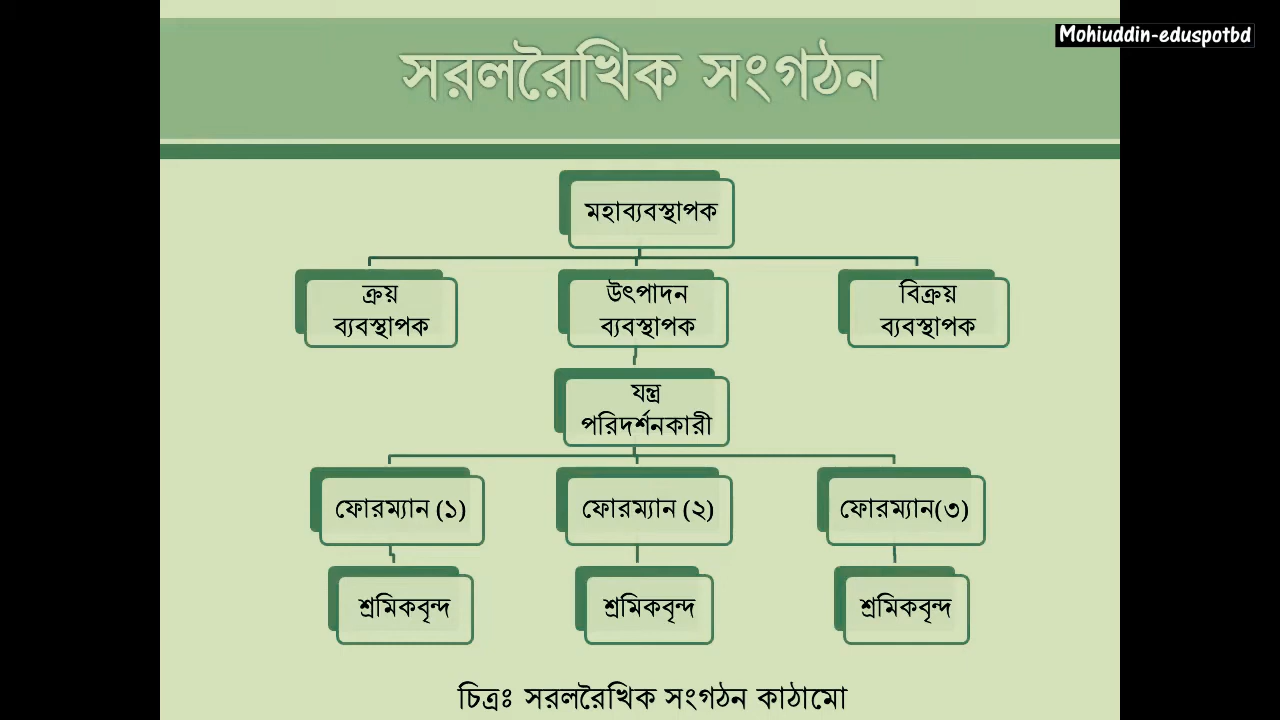 Mohiuddin-eduspotbd
সরলরৈখিক সংগঠন
মহাব্যবস্থাপক
ক্রয়
ব্যবস্থাপক
উৎপাদন
ব্যবস্থাপক
বিক্রয়
ব্যবস্থাপক
যন্ত্র
পরিদর্শনকারী
ফোরম্যান (১)
ফোরম্যান (২)
ফোরম্যান(৩)
শ্রমিকবৃন্দ
শ্রমিকবৃন্দ
শ্রমিকবৃন্দ
চিত্রঃ সরলরৈখিক সংগঠন কাঠামো